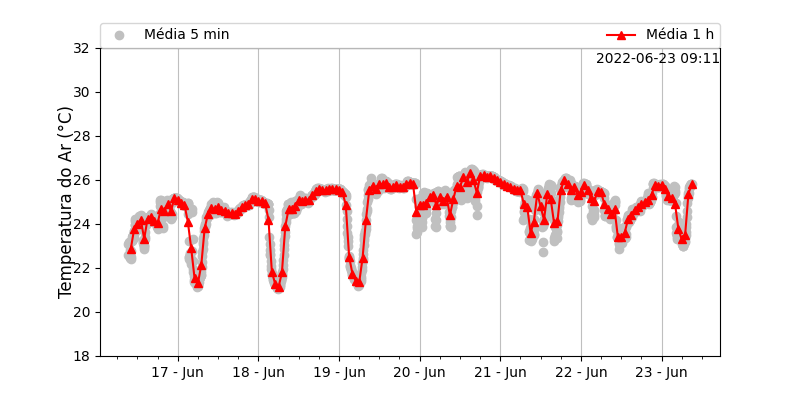 Média 5 min
Média 1 h
2022-06-23 09:11
Temperatura do Ar (°C)
32
30
28
26
24
22
20
18
17 - Jun
18 - Jun
19 - Jun
20 - Jun
21 - Jun
22 - Jun
23 - Jun